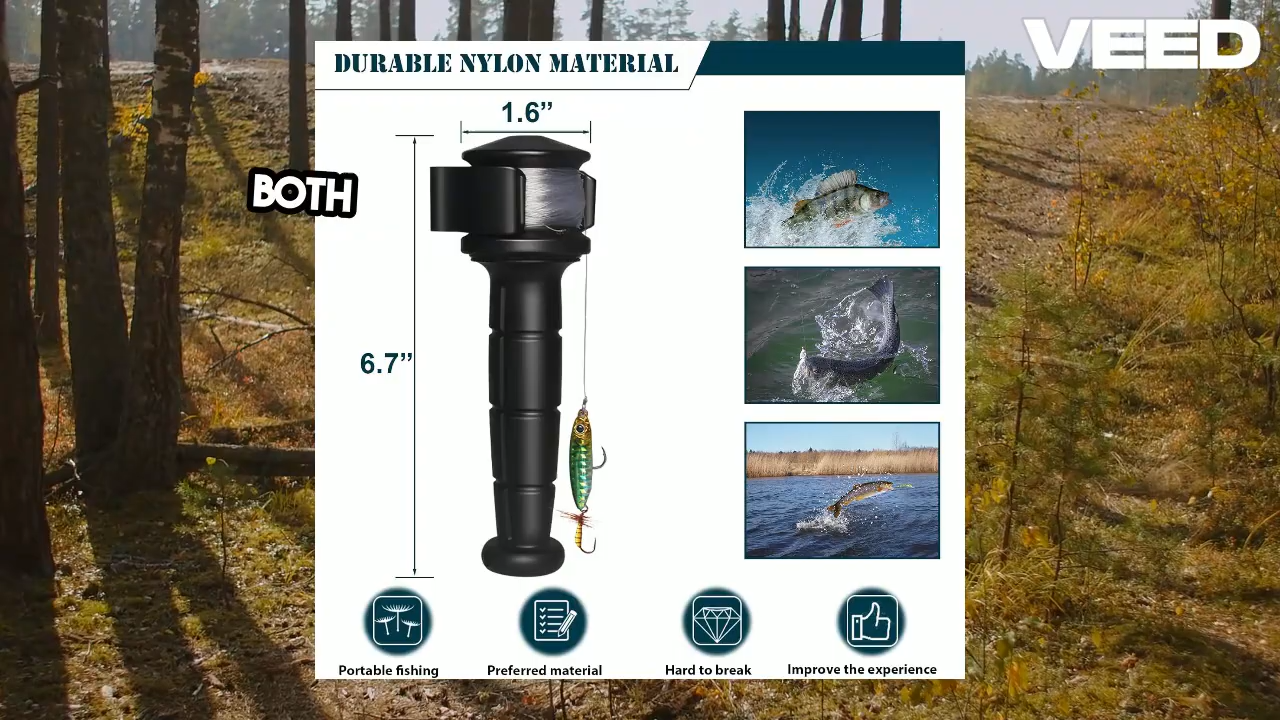 VEED
DURABLE NYLON MATERIAL
1.6”
BOTH
6.7”
Portable fishing
Preferred material
Hard to break
Improve the experience